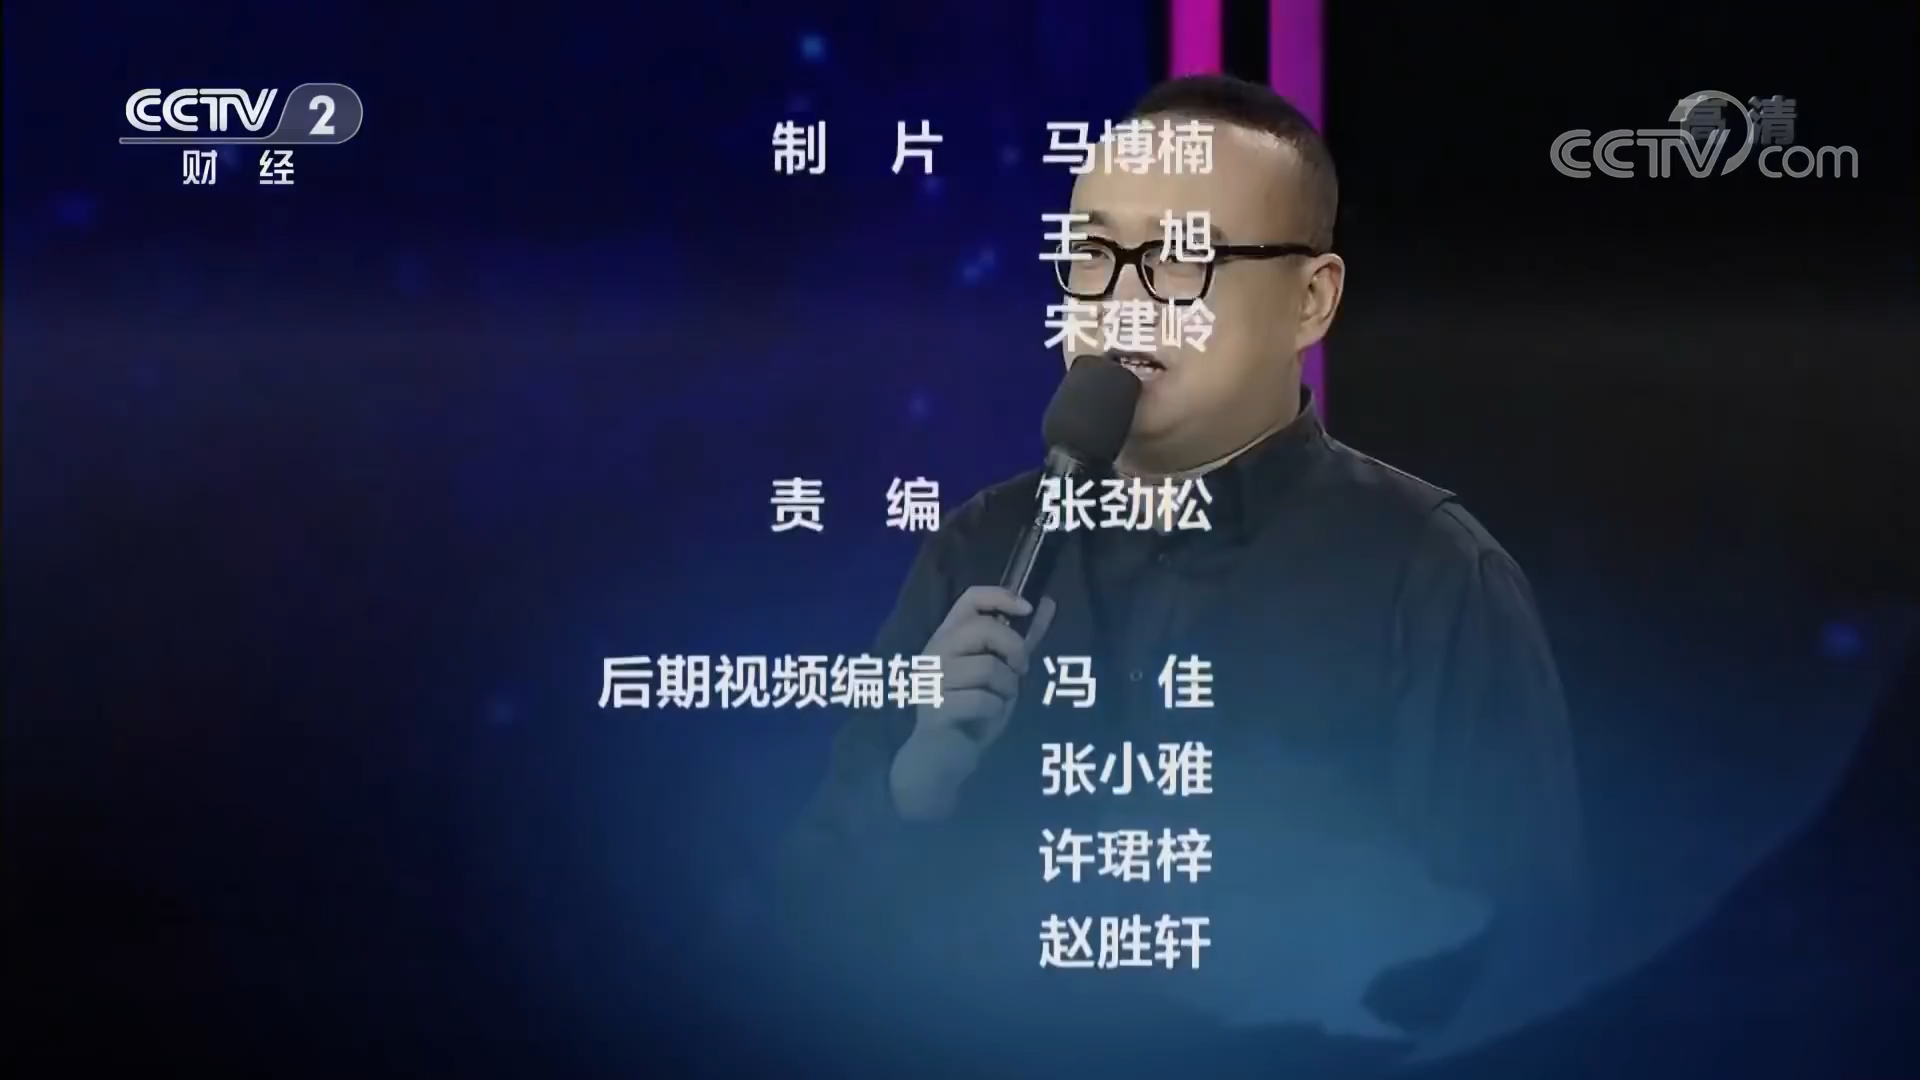 CCTV 2
财 经
高清
CCTV.com
制 片 马博楠
王 旭
宋建岭
责 编 张劲松
后期视频编辑 冯 佳
张小雅
许珺梓
赵胜轩